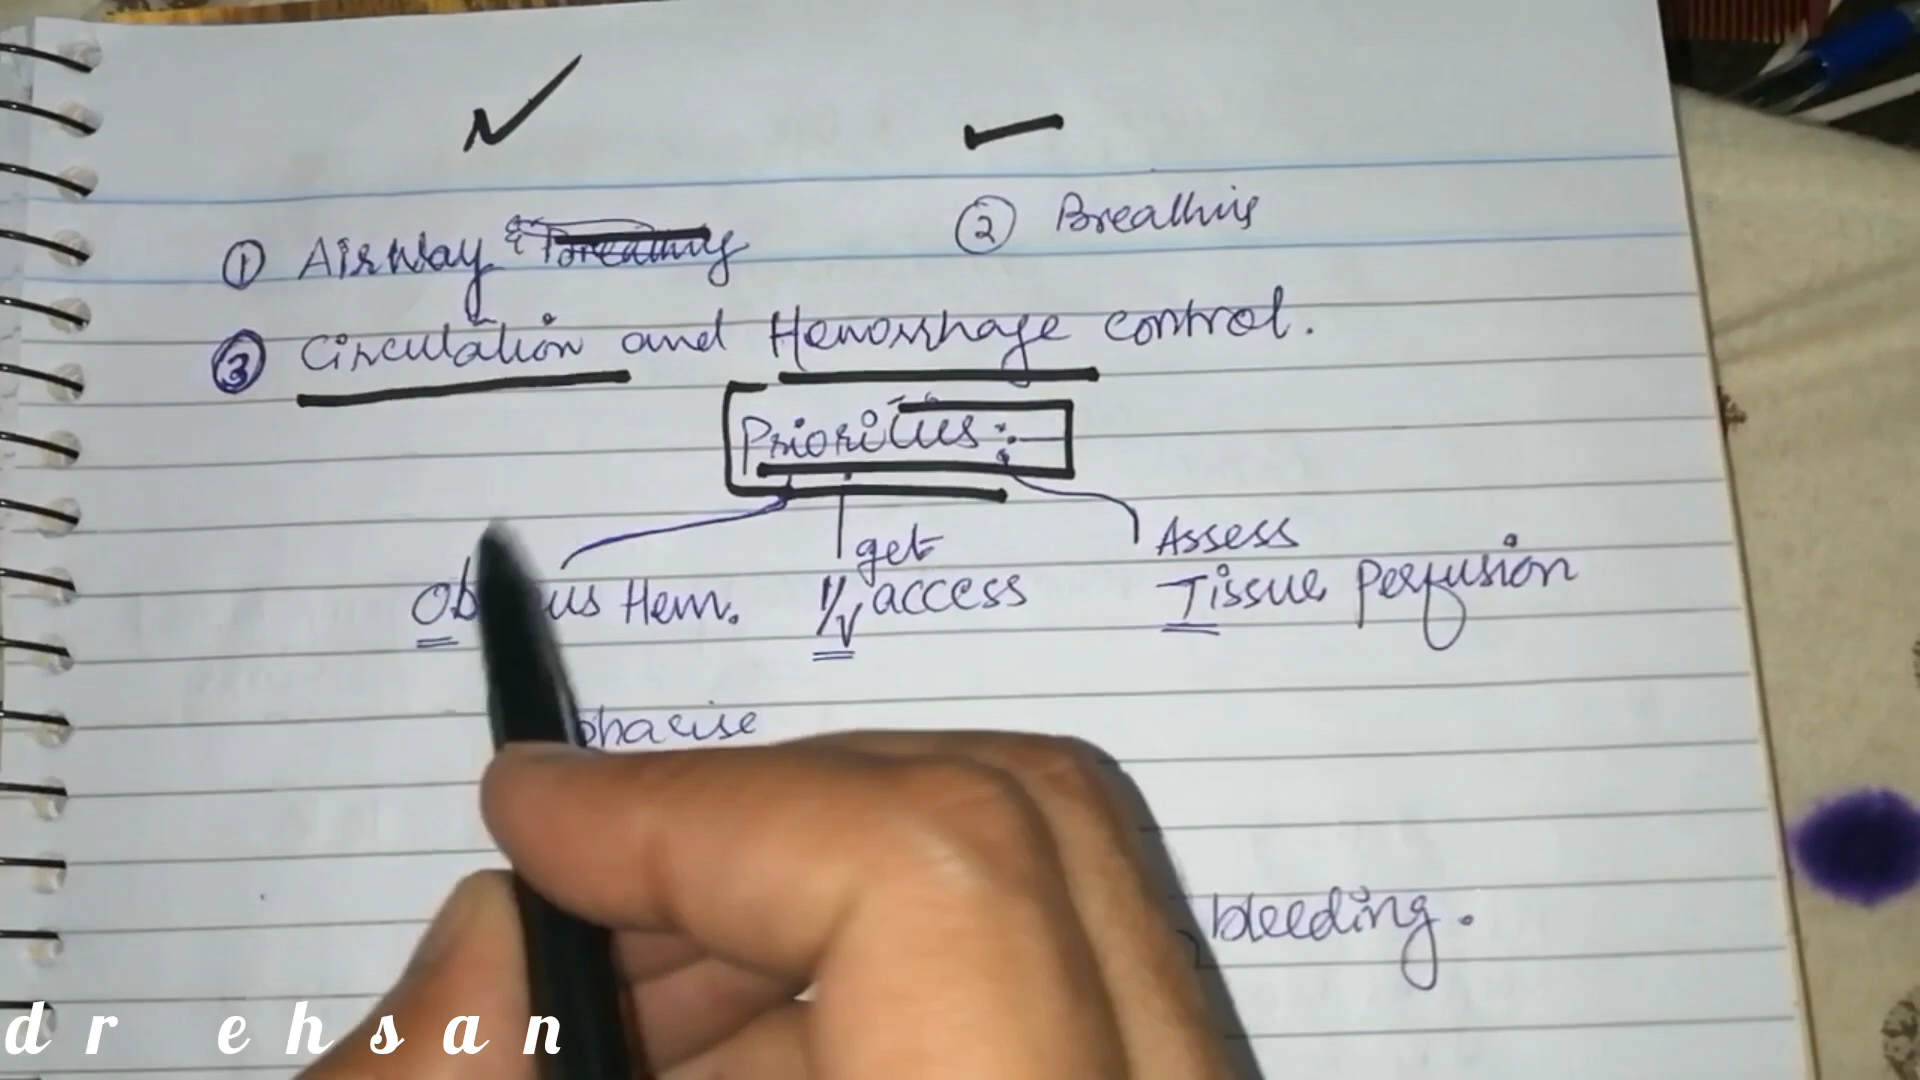 ① Airway & Breathing ② Breathing
③ Circulation and Hemorrhage control.
Priorities :-
get Assess
Hem. I/V access Tissue Perfusion
bleeding.
dr ehsan